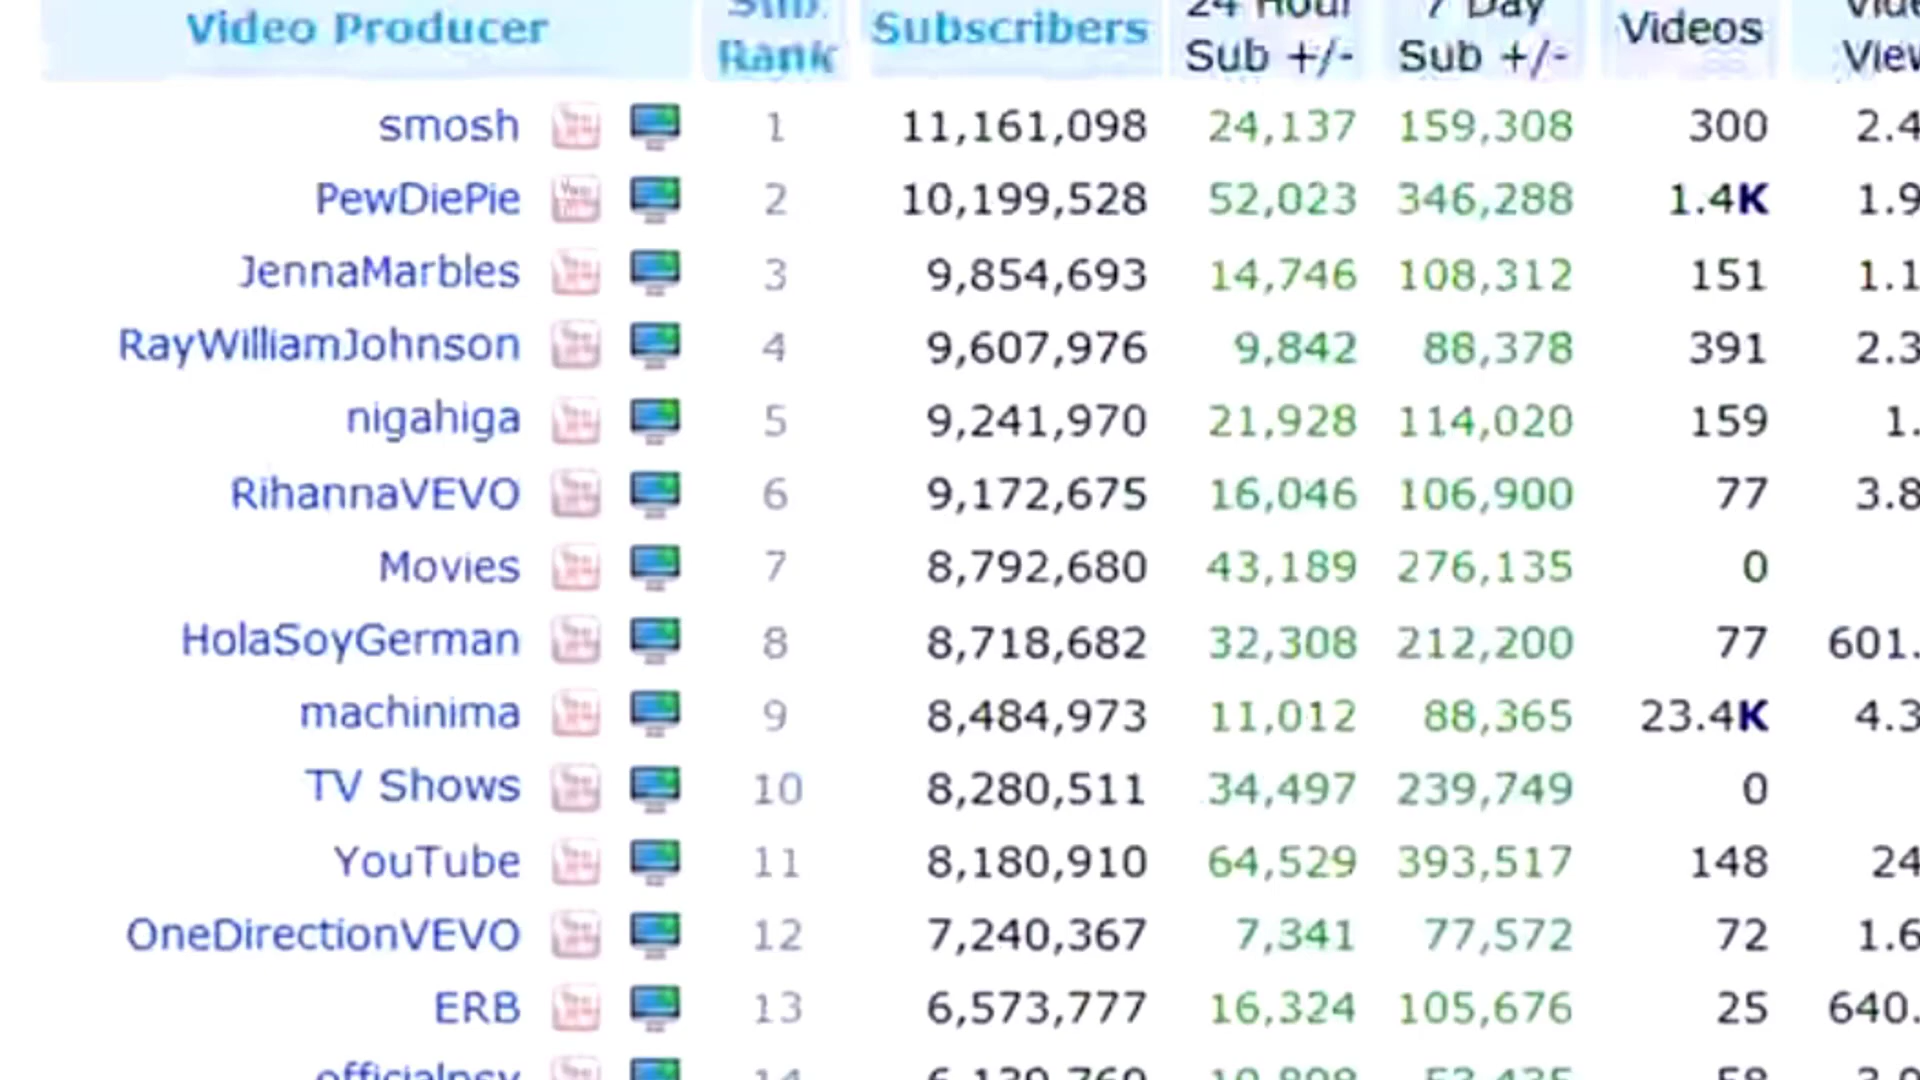 Video Producer Sub. Rank Subscribers 24 Hour Sub +/- 7 Day Sub +/- Videos
smosh 1 11,161,098 24,137 159,308 300 2.4
PewDiePie 2 10,199,528 52,023 346,288 1.4K 1.9
JennaMarbles 3 9,854,693 14,746 108,312 151 1.1
RayWilliamJohnson 4 9,607,976 9,842 88,378 391 2.3
nigahiga 5 9,241,970 21,928 114,020 159 1.
RihannaVEVO 6 9,172,675 16,046 106,900 77 3.8
Movies 7 8,792,680 43,189 276,135 0
HolaSoyGerman 8 8,718,682 32,308 212,200 77 601.
machinima 9 8,484,973 11,012 88,365 23.4K 4.3
TV Shows 10 8,280,511 34,497 239,749 0
YouTube 11 8,180,910 64,529 393,517 148 24
OneDirectionVEVO 12 7,240,367 7,341 77,572 72 1.6
ERB 13 6,573,777 16,324 105,676 25 640.
officialpsy 14